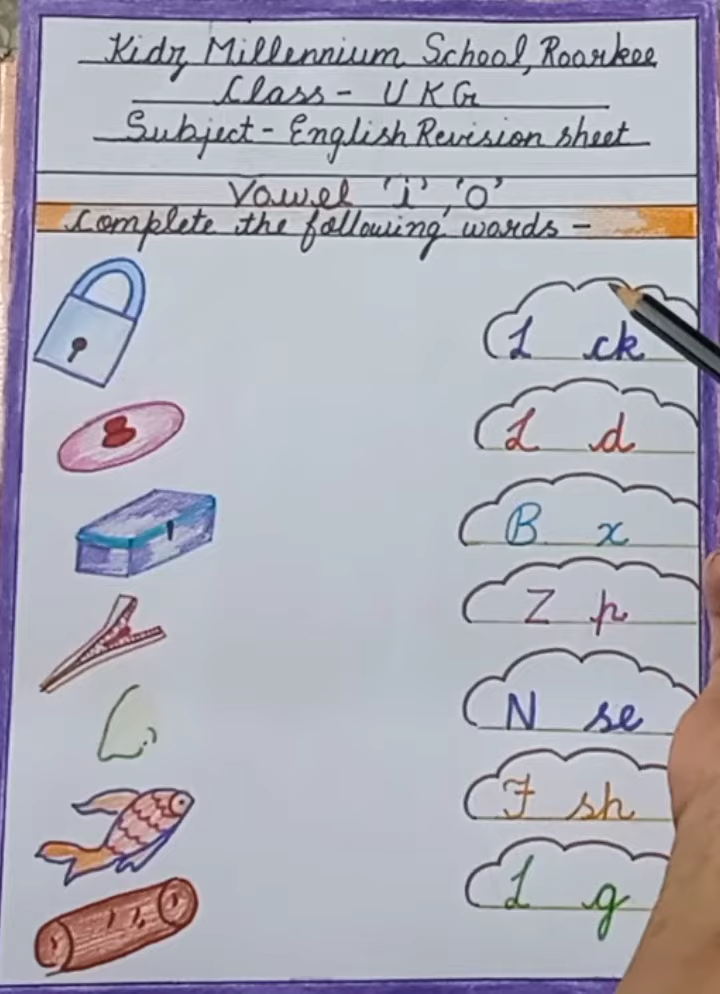 Kidz Millennium School, Roorkee
Class - UKG
Subject - English Revision sheet
Vowel 'i', 'o'
Complete the following words -
L ck
L d
B x
Z p
N se
F sh
L g